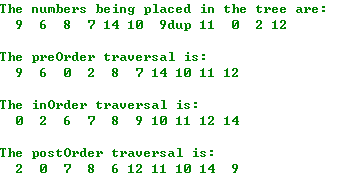 The numbers being placed in the tree are:
9 6 8 7 14 10 9dup 11 0 2 12
The preOrder traversal is:
9 6 0 2 8 7 14 10 11 12
The inOrder traversal is:
0 2 6 7 8 9 10 11 12 14
The postOrder traversal is:
2 0 7 8 6 12 11 10 14 9